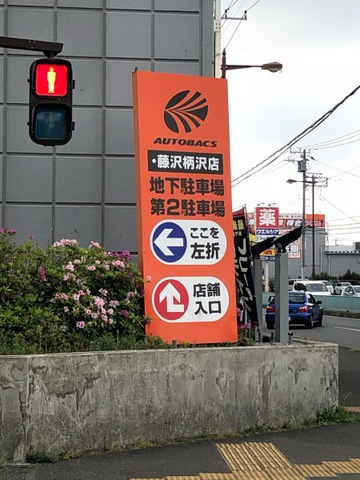 AUTOBACS
・藤沢柄沢店
地下駐車場
第2駐車場
ここを
左折
店舗
入口
薬